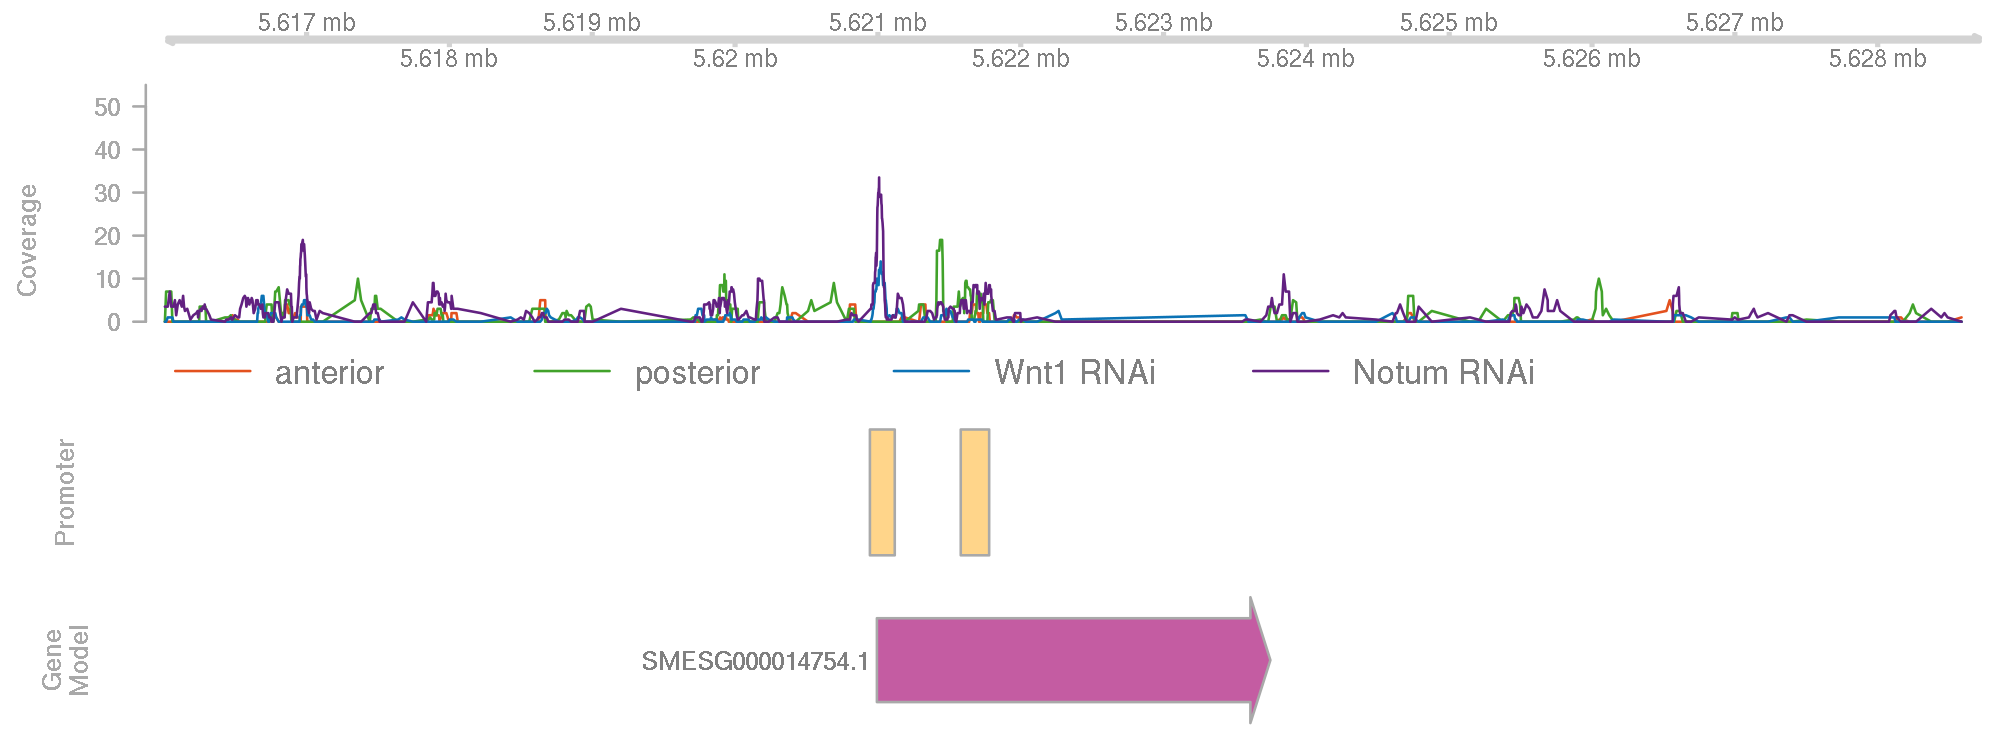 5.617 mb 5.619 mb 5.621 mb 5.623 mb 5.625 mb 5.627 mb
5.618 mb 5.62 mb 5.622 mb 5.624 mb 5.626 mb 5.628 mb
50
40
30
20
10
0
Coverage
anterior posterior Wnt1 RNAi Notum RNAi
Promoter
SMESG000014754.1
Gene
Model